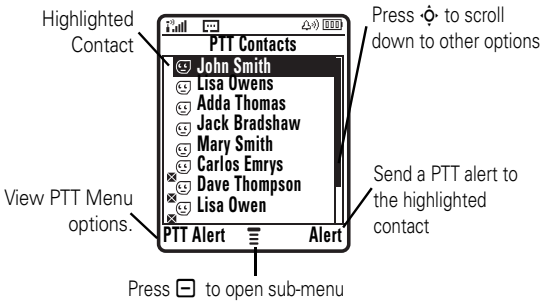 Highlighted
Contact
Press to scroll
down to other options
PTT Contacts
John Smith
Lisa Owens
Adda Thomas
Jack Bradshaw
Mary Smith
Carlos Emrys
Dave Thompson
Lisa Owen
View PTT Menu
options.
Send a PTT alert to
the highlighted
contact
PTT Alert
Alert
Press to open sub-menu